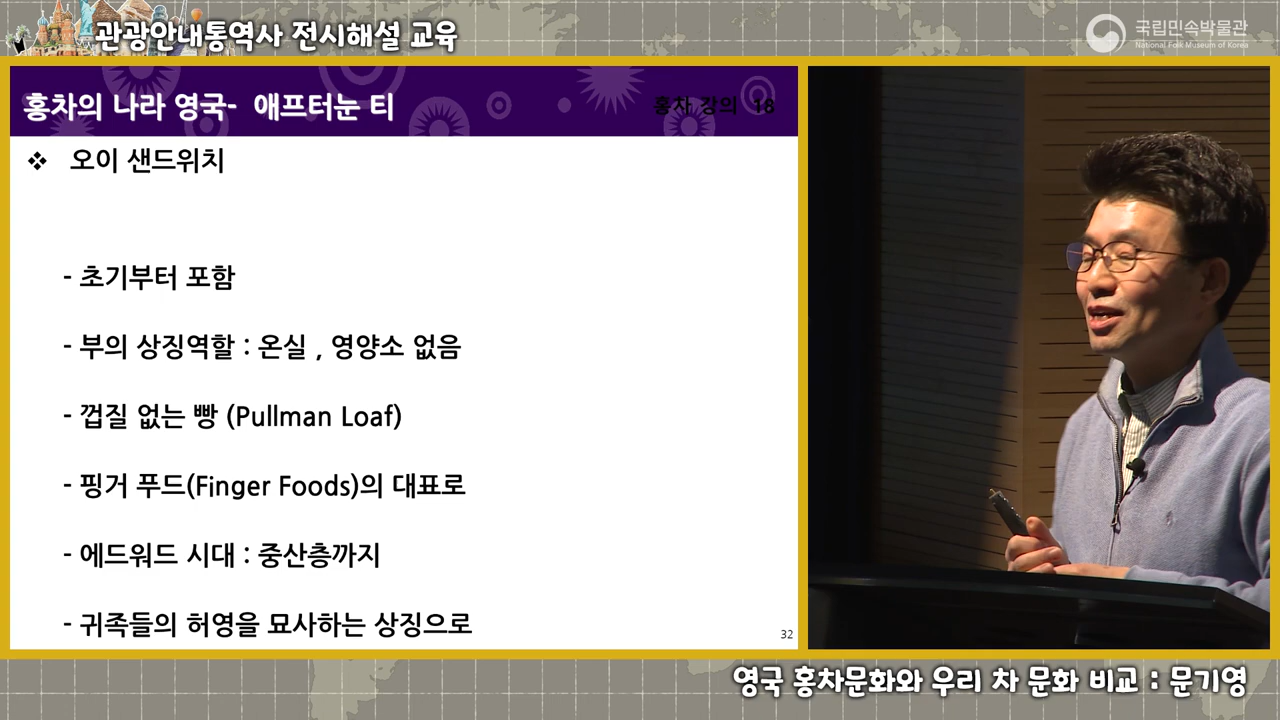 관광안내통역사 전시해설 교육
국립민속박물관
National Folk Museum of Korea
홍차의 나라 영국- 애프터눈 티
홍차 강의 18
❖ 오이 샌드위치
- 초기부터 포함
- 부의 상징역할 : 온실 , 영양소 없음
- 껍질 없는 빵 (Pullman Loaf)
- 핑거 푸드(Finger Foods)의 대표로
- 에드워드 시대 : 중산층까지
- 귀족들의 허영을 묘사하는 상징으로
32
영국 홍차문화와 우리 차 문화 비교 : 문기영